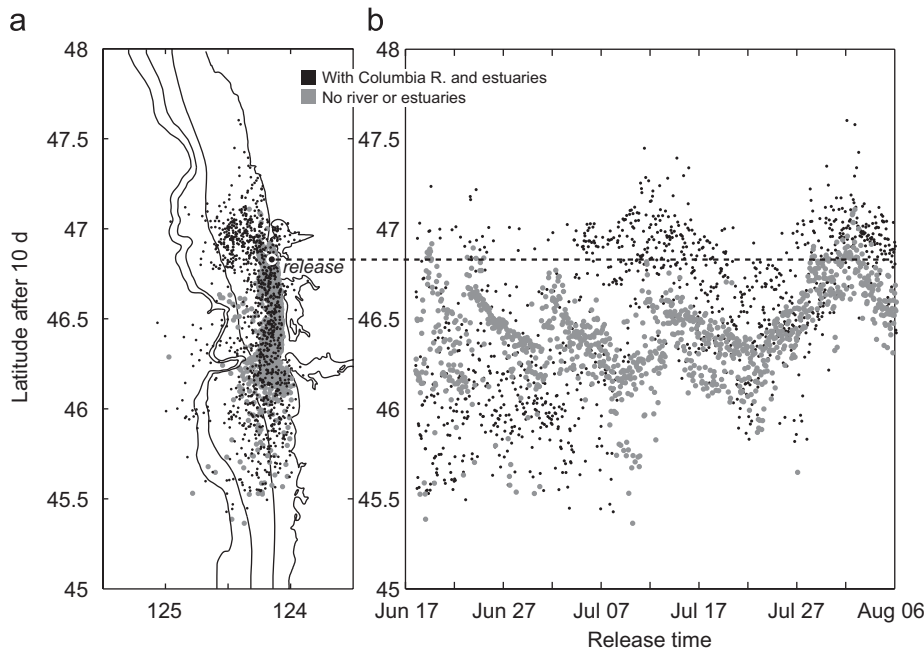 a
b
48
47.5
47
46.5
46
45.5
45
Latitude after 10 d
With Columbia R. and estuaries
No river or estuaries
release
125
124
48
47.5
47
46.5
46
45.5
45
Jun 17
Jun 27
Jul 07
Jul 17
Jul 27
Aug 06
Release time